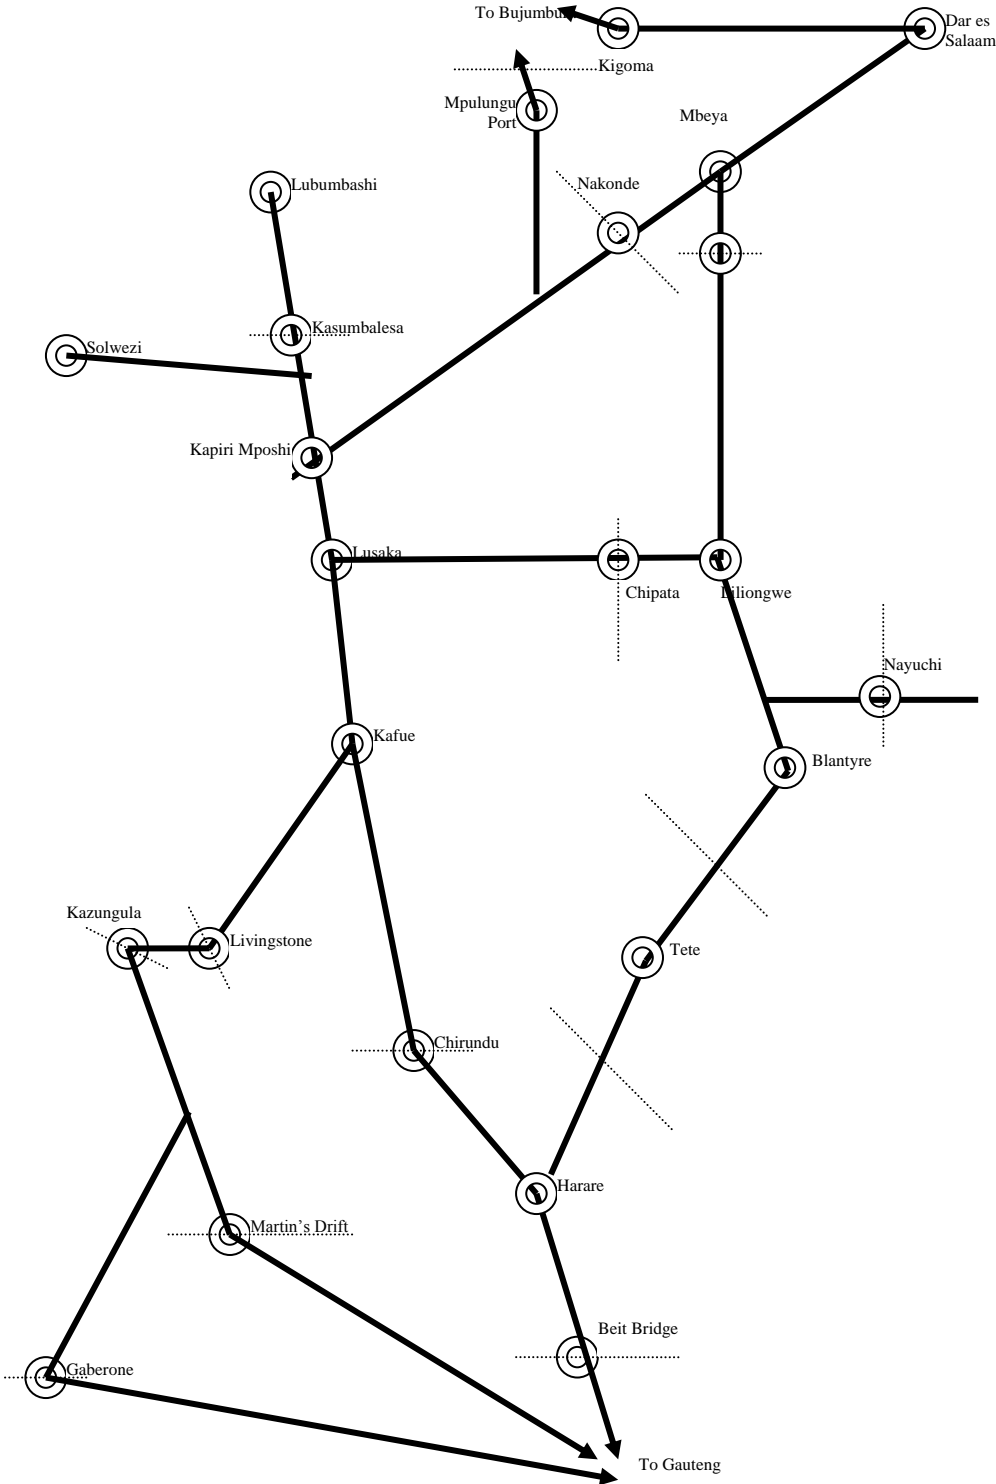 To Bujumbura
Dar es
Salaam
Kigoma
Mpulungu
Port
Mbeya
Nakonde
Lubumbashi
Kasumbalesa
Solwezi
Kapiri Mposhi
Lusaka
Chipata
Liliongwe
Nayuchi
Kafue
Blantyre
Kazungula
Livingstone
Tete
Chirundu
Harare
Martin's Drift
Beit Bridge
Gaberone
To Gauteng